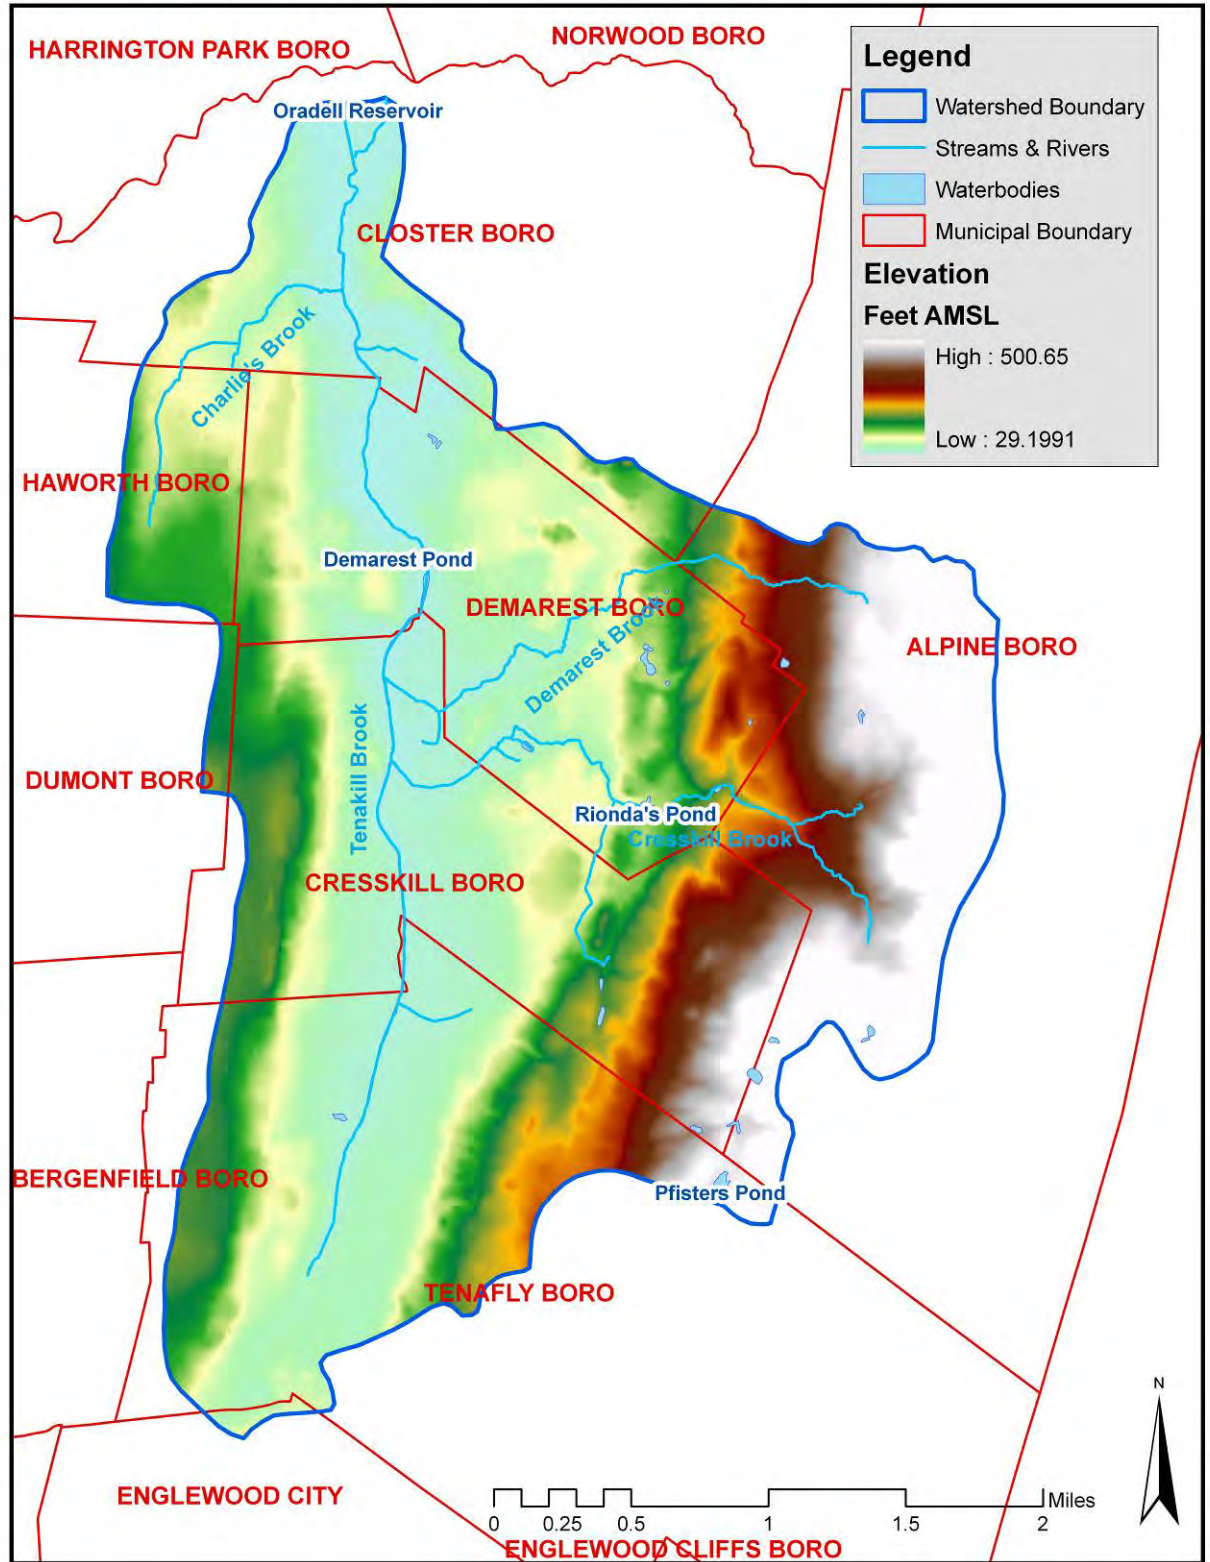 HARRINGTON PARK BORO
NORWOOD BORO
Legend
Watershed Boundary
Streams & Rivers
Waterbodies
Municipal Boundary
Elevation
Feet AMSL
High : 500.65
Low : 29.1991
Oradell Reservoir
CLOSTER BORO
Charlie's Brook
HAWORTH BORO
Demarest Pond
DEMAREST BORO
Demarest Brook
ALPINE BORO
DUMONT BORO
Tenakill Brook
Rionda's Pond
Cresskill Brook
CRESSKILL BORO
BERGENFIELD BORO
Pfisters Pond
TENAFLY BORO
N
ENGLEWOOD CITY
Miles
0 0.25 0.5 1 1.5 2
ENGLEWOOD CLIFFS BORO